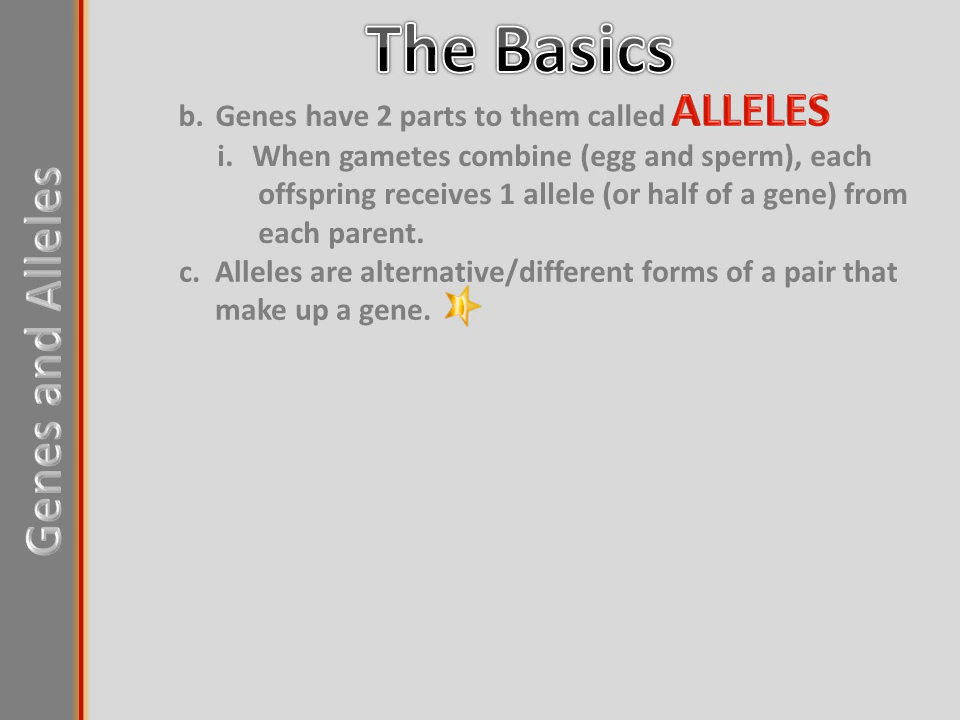 The Basics
b. Genes have 2 parts to them called ALLELES
i. When gametes combine (egg and sperm), each
offspring receives 1 allele (or half of a gene) from
each parent.
c. Alleles are alternative/different forms of a pair that
make up a gene.
Genes and Alleles